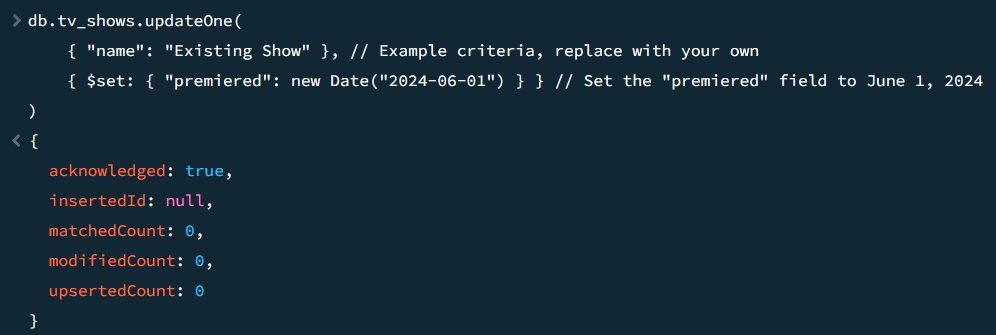 > db.tv_shows.updateOne(
{ "name": "Existing Show" }, // Example criteria, replace with your own
{ $set: { "premiered": new Date("2024-06-01") } } // Set the "premiered" field to June 1, 2024
)
< {
acknowledged: true,
insertedId: null,
matchedCount: 0,
modifiedCount: 0,
upsertedCount: 0
}